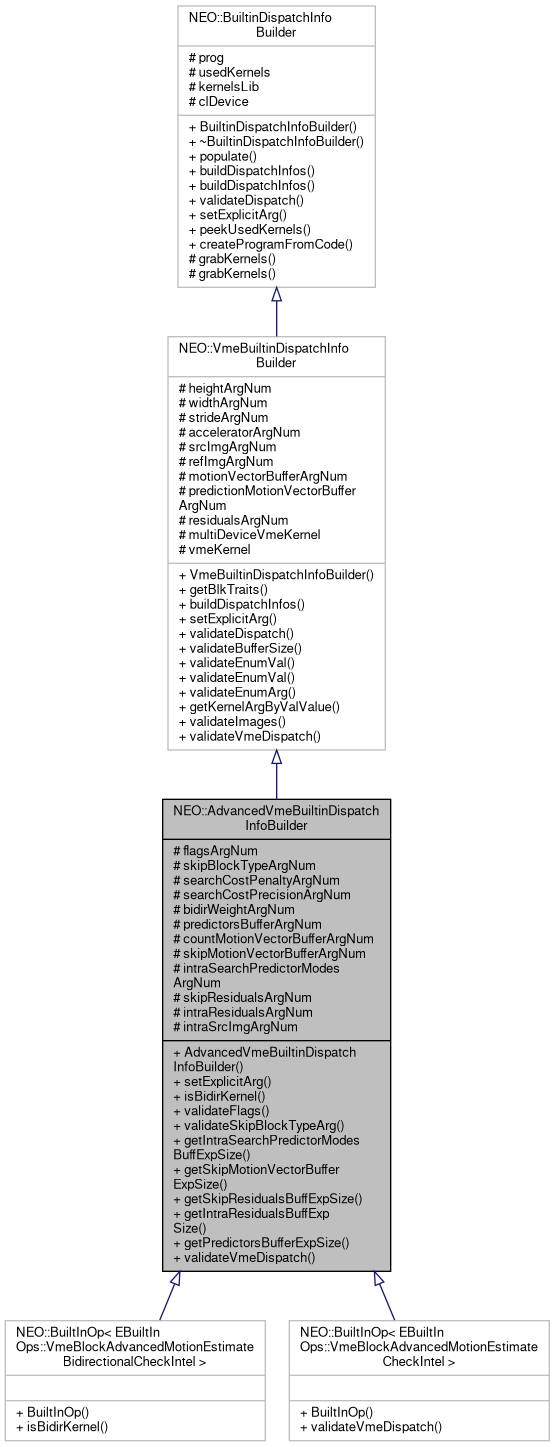 NEO::BuiltinDispatchInfo
Builder
# prog
# usedKernels
# kernelsLib
# clDevice
+ BuiltinDispatchInfoBuilder()
+ ~BuiltinDispatchInfoBuilder()
+ populate()
+ buildDispatchInfos()
+ buildDispatchInfos()
+ validateDispatch()
+ setExplicitArg()
+ peekUsedKernels()
+ createProgramFromCode()
# grabKernels()
# grabKernels()
NEO::VmeBuiltinDispatchInfo
Builder
# heightArgNum
# widthArgNum
# strideArgNum
# acceleratorArgNum
# srcImgArgNum
# refImgArgNum
# motionVectorBufferArgNum
# predictionMotionVectorBuffer
ArgNum
# residualsArgNum
# multiDeviceVmeKernel
# vmeKernel
+ VmeBuiltinDispatchInfoBuilder()
+ getBlkTraits()
+ buildDispatchInfos()
+ setExplicitArg()
+ validateDispatch()
+ validateBufferSize()
+ validateEnumVal()
+ validateEnumVal()
+ validateEnumArg()
+ getKernelArgByValValue()
+ validateImages()
+ validateVmeDispatch()
NEO::AdvancedVmeBuiltinDispatch
InfoBuilder
# flagsArgNum
# skipBlockTypeArgNum
# searchCostPenaltyArgNum
# searchCostPrecisionArgNum
# bidirWeightArgNum
# predictorsBufferArgNum
# countMotionVectorBufferArgNum
# skipMotionVectorBufferArgNum
# intraSearchPredictorModes
ArgNum
# skipResidualsArgNum
# intraResidualsArgNum
# intraSrcImgArgNum
+ AdvancedVmeBuiltinDispatch
InfoBuilder()
+ setExplicitArg()
+ isBidirKernel()
+ validateFlags()
+ validateSkipBlockTypeArg()
+ getIntraSearchPredictorModes
BuffExpSize()
+ getSkipMotionVectorBuffer
ExpSize()
+ getSkipResidualsBuffExpSize()
+ getIntraResidualsBuffExp
Size()
+ getPredictorsBufferExpSize()
+ validateVmeDispatch()
NEO::BuiltInOp< EBuiltIn
Ops::VmeBlockAdvancedMotionEstimate
BidirectionalCheckIntel >
+ BuiltInOp()
+ isBidirKernel()
NEO::BuiltInOp< EBuiltIn
Ops::VmeBlockAdvancedMotionEstimate
CheckIntel >
+ BuiltInOp()
+ validateVmeDispatch()